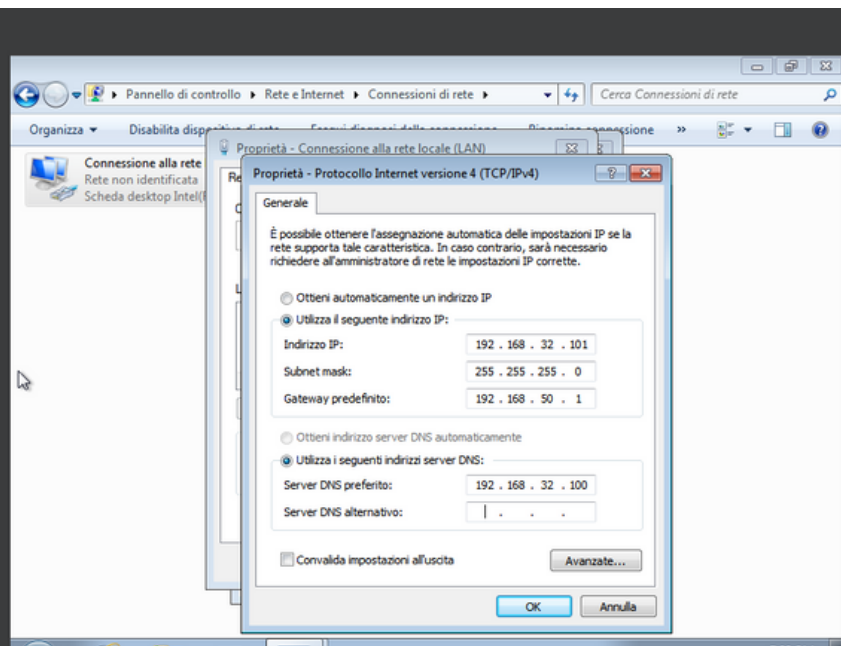 Pannello di controllo ▸ Rete e Internet ▸ Connessioni di rete ▸
Cerca Connessioni di rete
Organizza
Disabilita
»
Connessione alla rete
Rete non identificata
Scheda desktop
Proprietà - Connessione alla rete locale (LAN)
Proprietà - Protocollo Internet versione 4 (TCP/IPv4)
Generale
È possibile ottenere l'assegnazione automatica delle impostazioni IP se la
rete supporta tale caratteristica. In caso contrario, sarà necessario
richiedere all'amministratore di rete le impostazioni IP corrette.
Ottieni automaticamente un indirizzo IP
Utilizza il seguente indirizzo IP:
Indirizzo IP: 192 . 168 . 32 . 101
Subnet mask: 255 . 255 . 255 . 0
Gateway predefinito: 192 . 168 . 50 . 1
Ottieni indirizzo server DNS automaticamente
Utilizza i seguenti indirizzi server DNS:
Server DNS preferito: 192 . 168 . 32 . 100
Server DNS alternativo: . . .
Convalida impostazioni all'uscita
Avanzate...
OK Annulla